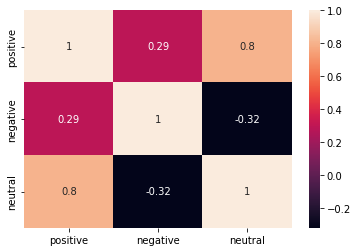 positive
1
0.29
0.8
negative
0.29
1
-0.32
neutral
0.8
-0.32
1
positive
negative
neutral
1.0
0.8
0.6
0.4
0.2
0.0
−0.2